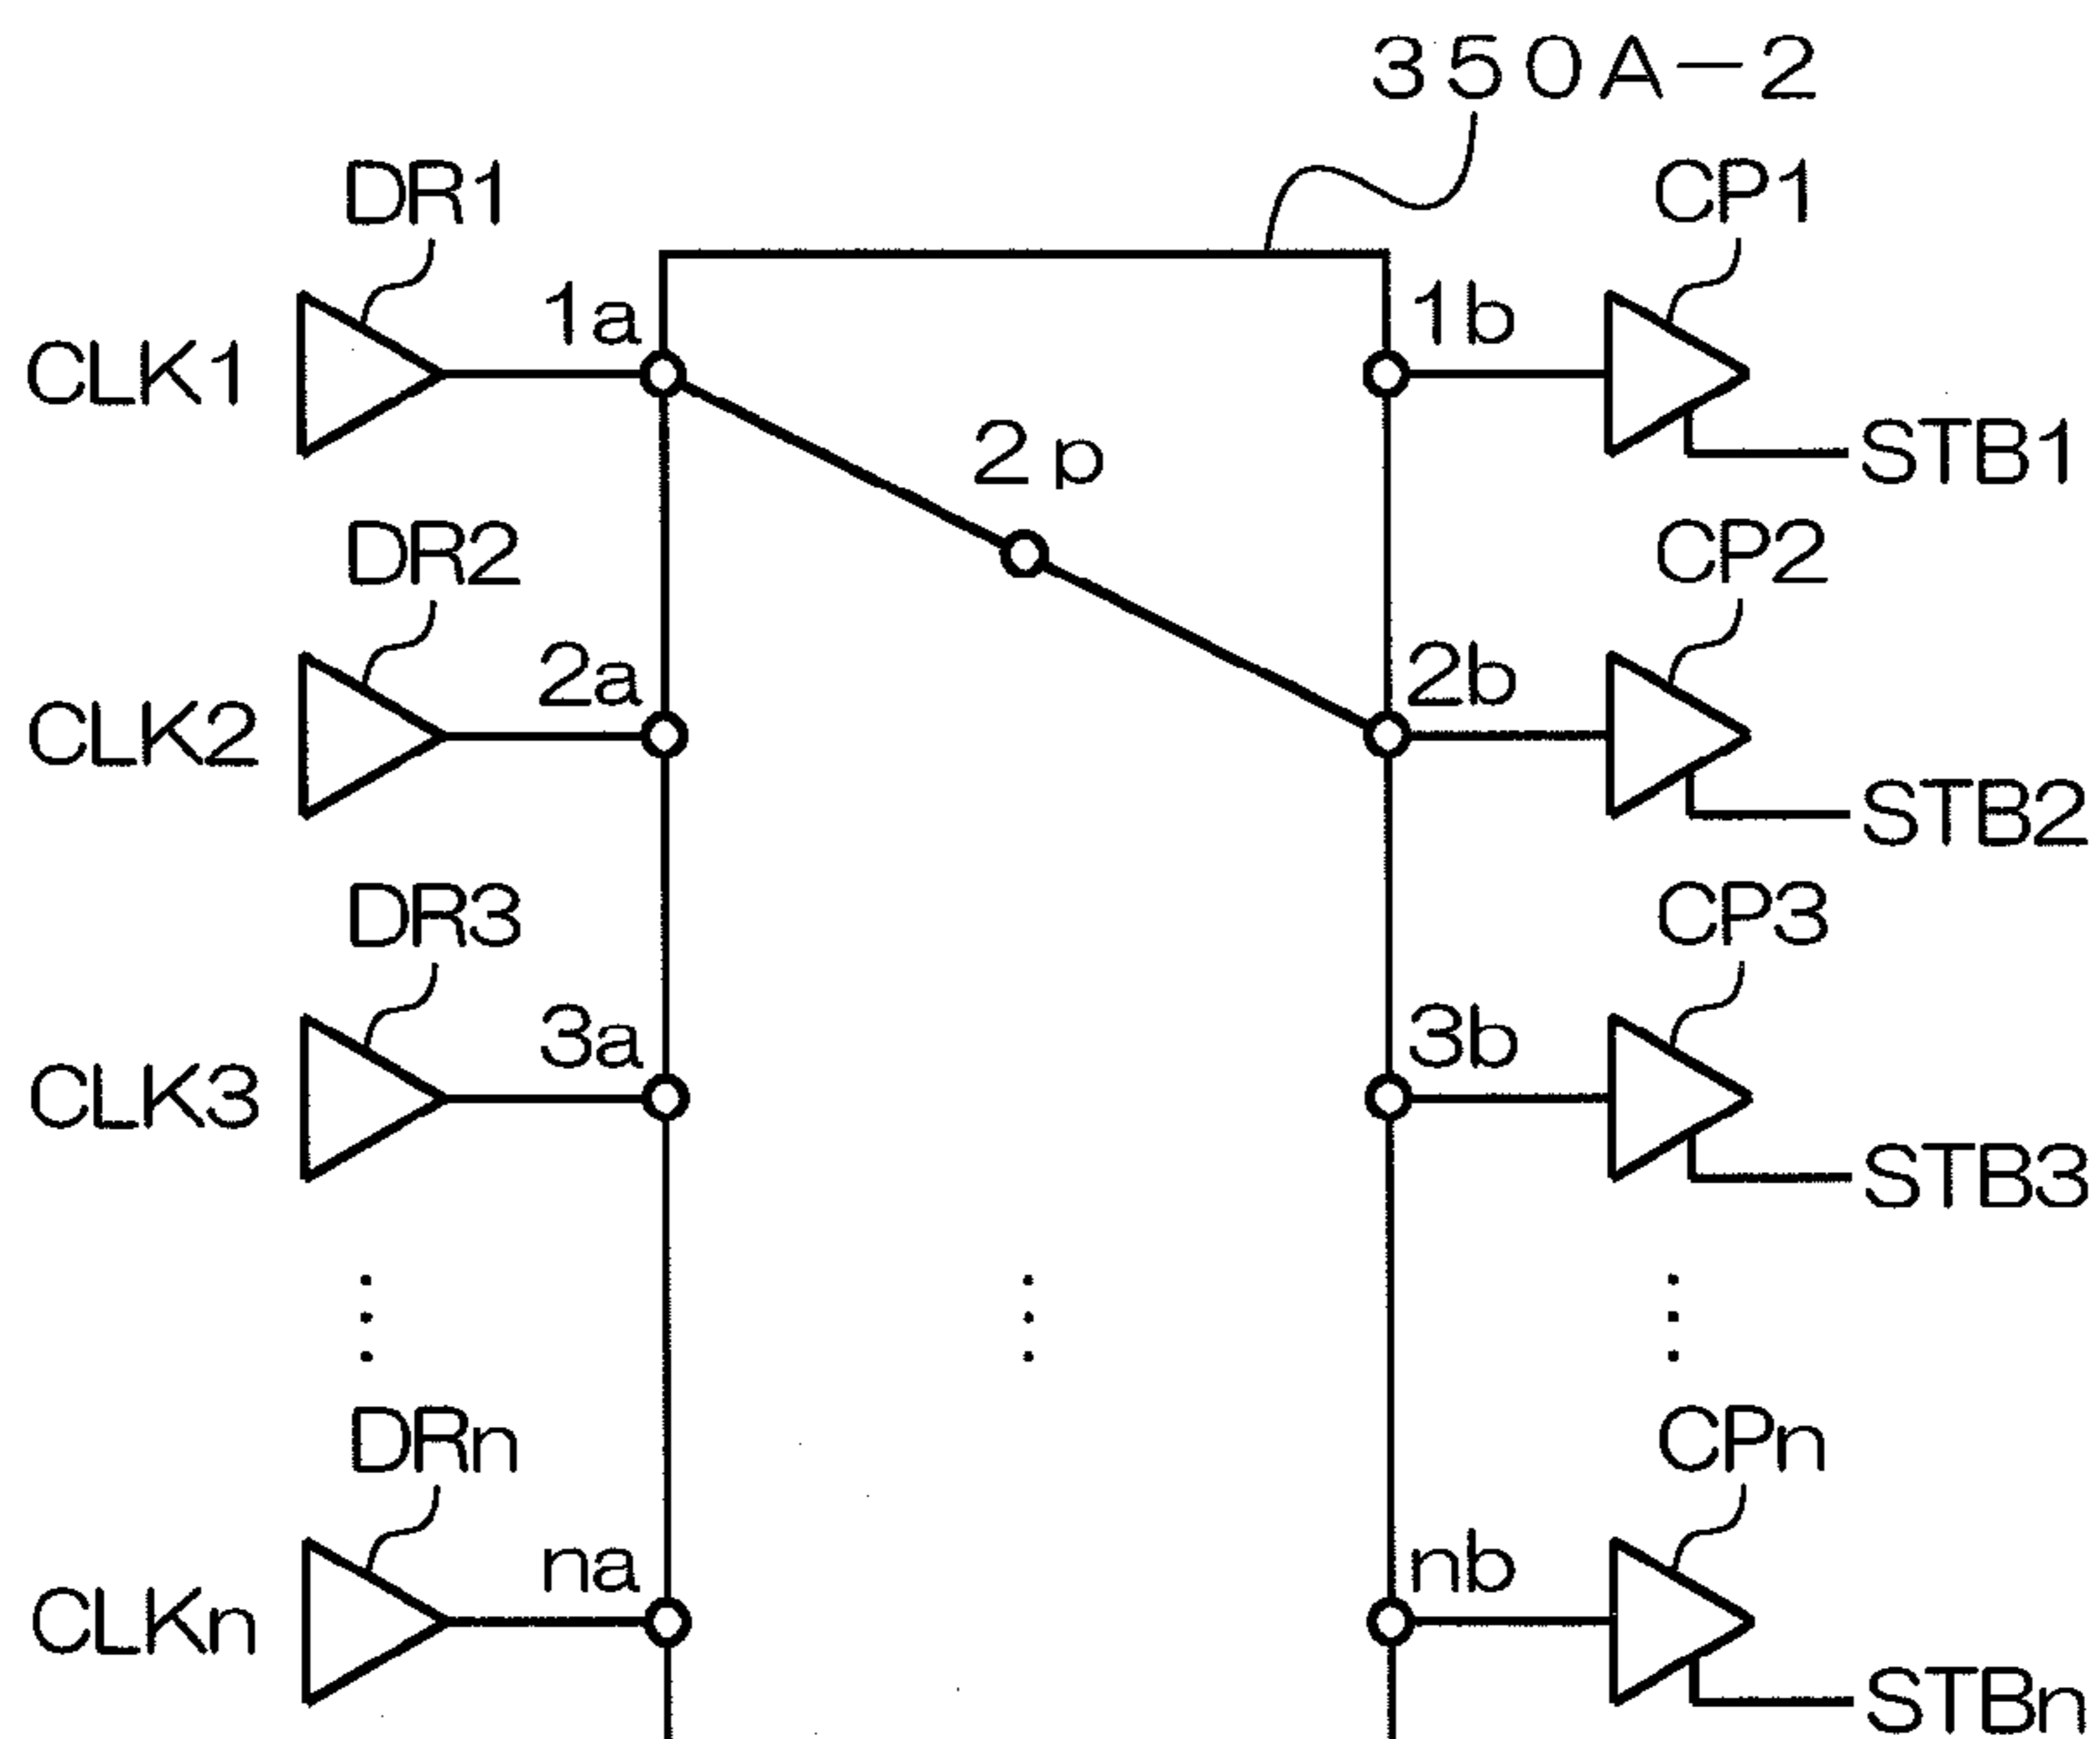 350A-2
DR1
CP1
1a
1b
CLK1
2p
STB1
DR2
CP2
2a
2b
CLK2
STB2
DR3
CP3
3a
3b
CLK3
STB3
DRn
CPn
na
nb
CLKn
STBn